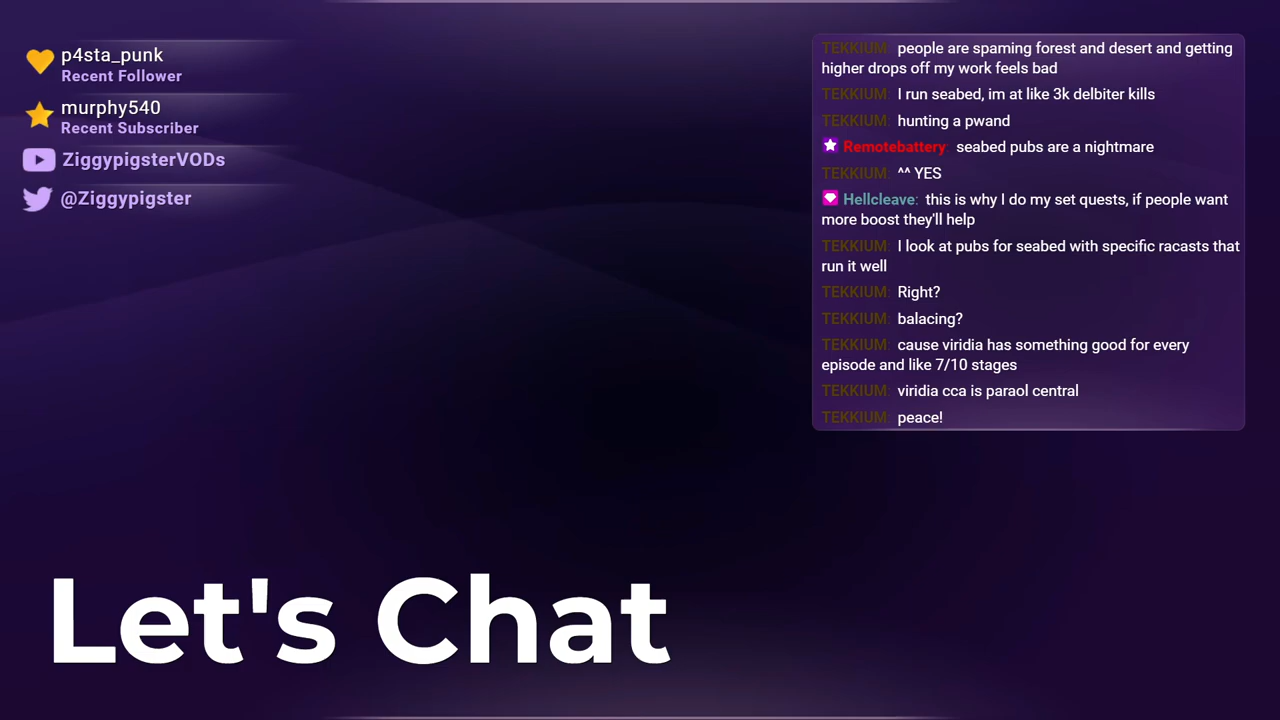 p4sta_punk
Recent Follower
murphy540
Recent Subscriber
ZiggypigsterVODs
@Ziggypigster
TEKKIUM: people are spaming forest and desert and getting
higher drops off my work feels bad
TEKKIUM: I run seabed, im at like 3k delbiter kills
TEKKIUM: hunting a pwand
Remotebattery: seabed pubs are a nightmare
TEKKIUM: ^^ YES
Hellcleave: this is why I do my set quests, if people want
more boost they'll help
TEKKIUM: I look at pubs for seabed with specific racasts that
run it well
TEKKIUM: Right?
TEKKIUM: balacing?
TEKKIUM: cause viridia has something good for every
episode and like 7/10 stages
TEKKIUM: viridia cca is paraol central
TEKKIUM: peace!
Let's Chat